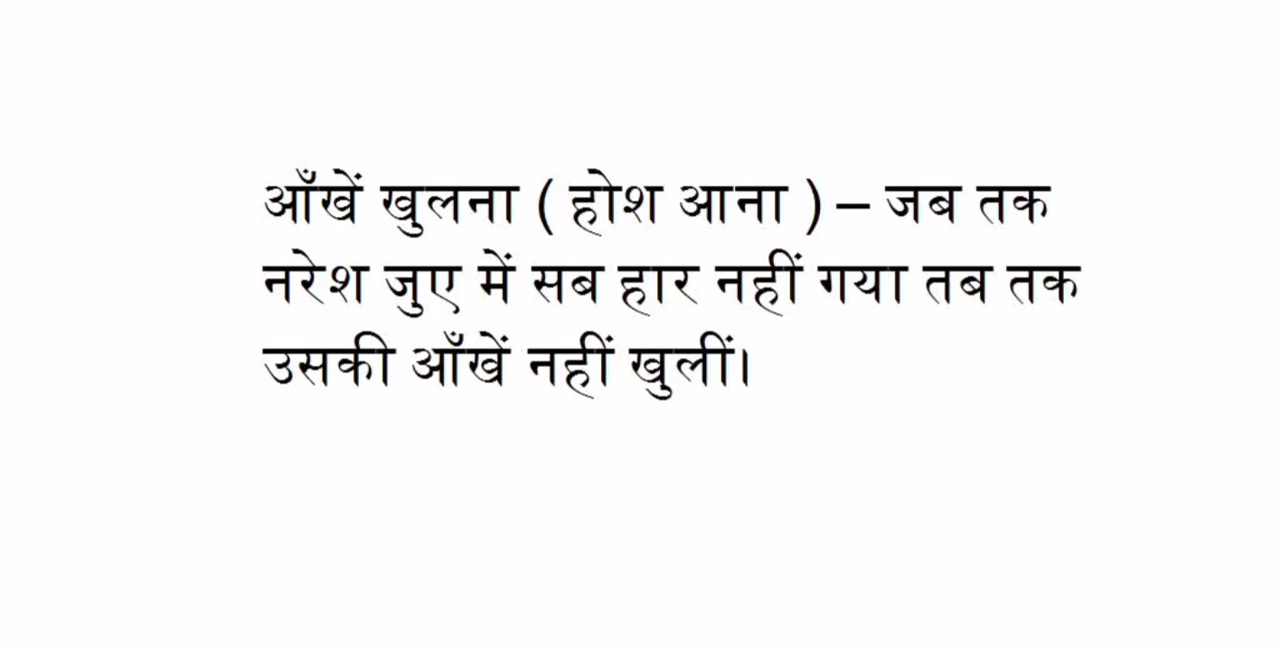 आँखें खुलना ( होश आना ) – जब तक
नरेश जुए में सब हार नहीं गया तब तक
उसकी आँखें नहीं खुलीं।